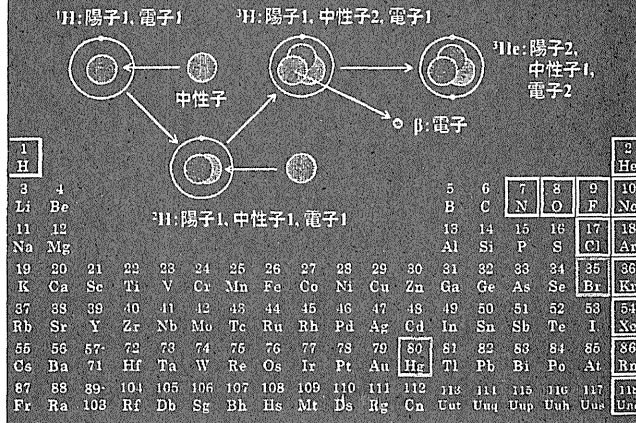 ¹H:陽子1, 電子1
³H:陽子1, 中性子2, 電子1
³He:陽子2,
中性子1,
電子2
中性子
β:電子
²H:陽子1, 中性子1, 電子1
1 2
H He
3 4 5 6 7 8 9 10
Li Be B C N O F Ne
11 12 13 14 15 16 17 18
Na Mg Al Si P S Cl Ar
19 20 21 22 23 24 25 26 27 28 29 30 31 32 33 34 35 36
K Ca Sc Ti V Cr Mn Fe Co Ni Cu Zn Ga Ge As Se Br Kr
37 38 39 40 41 42 43 44 45 46 47 48 49 50 51 52 53 54
Rb Sr Y Zr Nb Mo Tc Ru Rh Pd Ag Cd In Sn Sb Te I Xe
55 56 57- 72 73 74 75 76 77 78 79 80 81 82 83 84 85 86
Cs Ba 71 Hf Ta W Re Os Ir Pt Au Hg Tl Pb Bi Po At Rn
87 88 89- 104 105 106 107 108 109 110 111 112 113 114 115 116 117 118
Fr Ra 103 Rf Db Sg Bh Hs Mt Ds Rg Cn Uut Uuq Uup Uuh Uus Uno